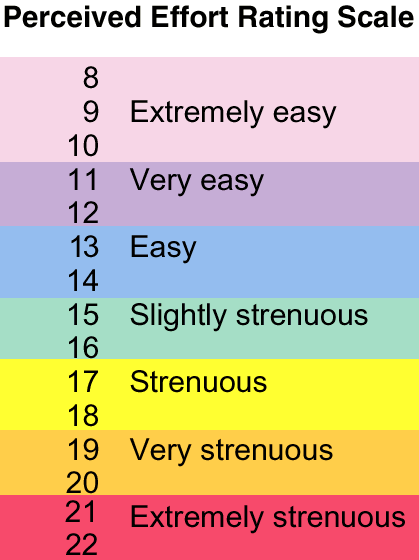 Perceived Effort Rating Scale
8
9 Extremely easy
10
11 Very easy
12
13 Easy
14
15 Slightly strenuous
16
17 Strenuous
18
19 Very strenuous
20
21 Extremely strenuous
22